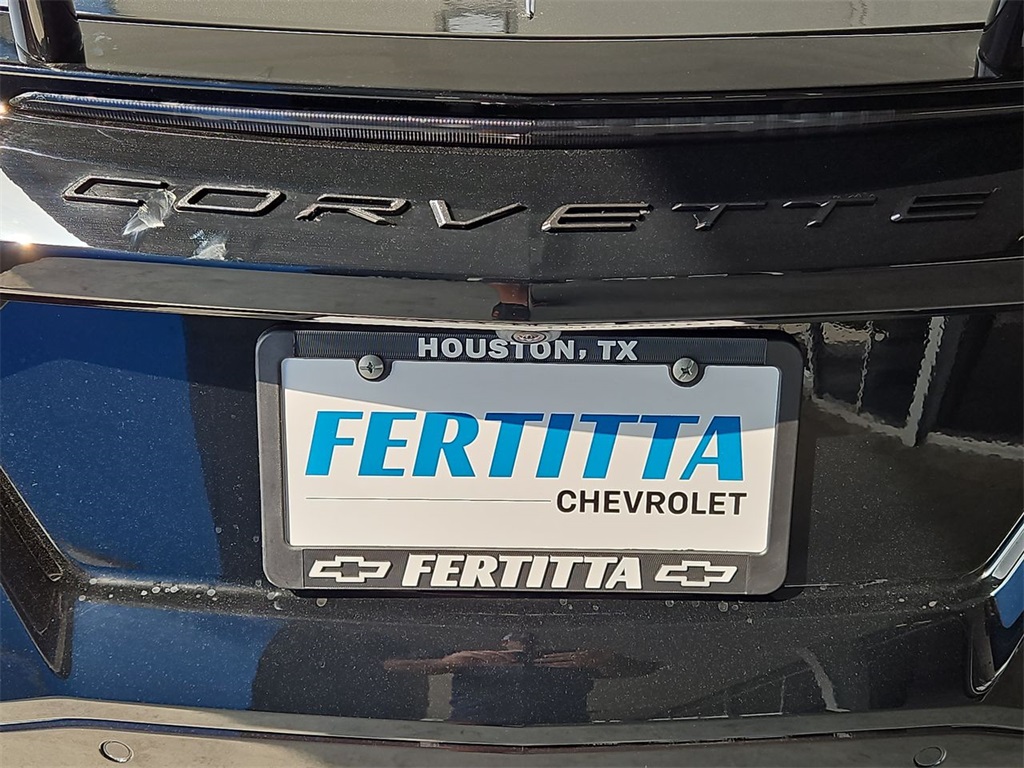 CORVETTE
HOUSTON, TX
FERTITTA
CHEVROLET
FERTITTA